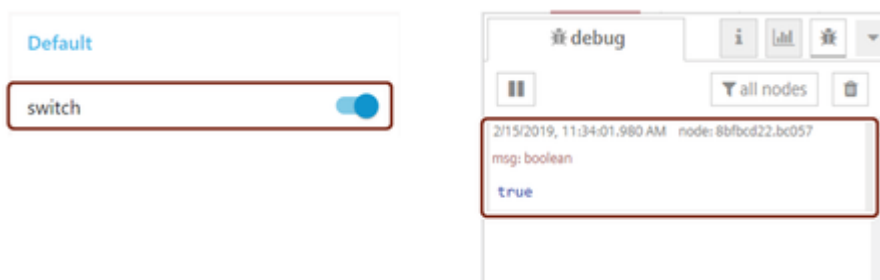 Default
switch
debug
i
all nodes
2/15/2019, 11:34:01.980 AM node: 8bfbcd22.bc057
msg: boolean
true